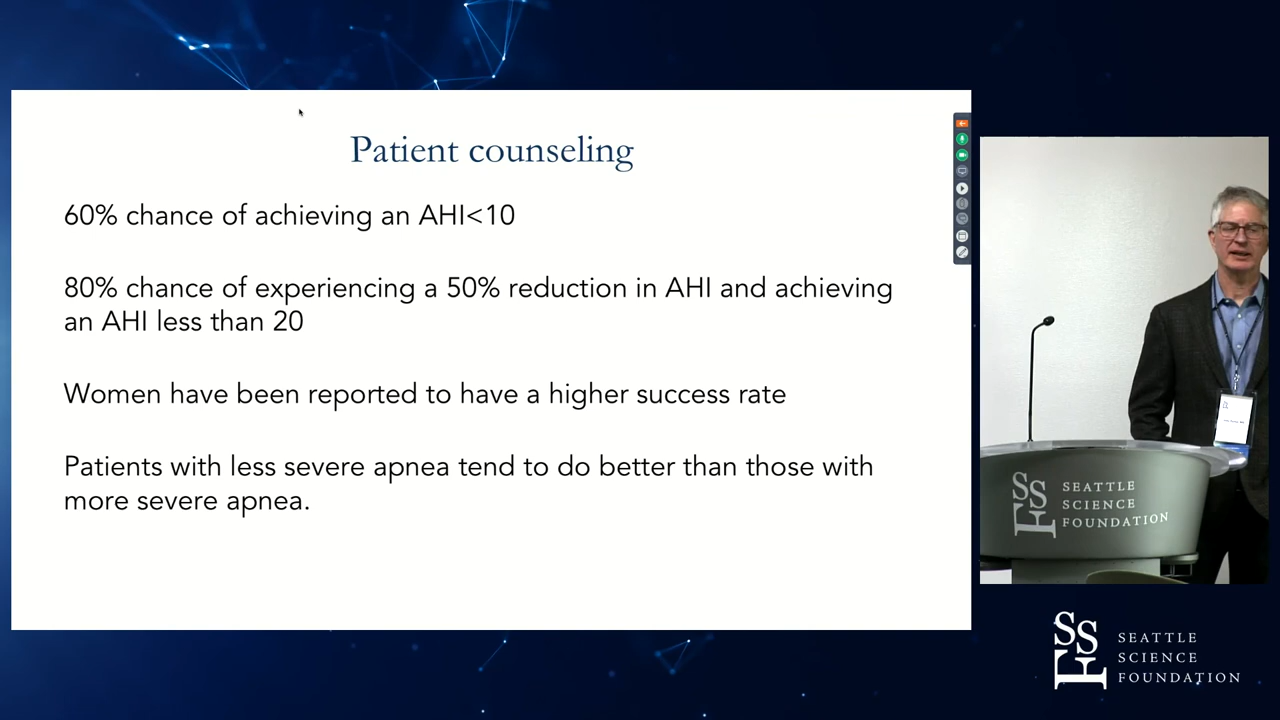 Patient counseling
60% chance of achieving an AHI<10
80% chance of experiencing a 50% reduction in AHI and achieving
an AHI less than 20
Women have been reported to have a higher success rate
Patients with less severe apnea tend to do better than those with
more severe apnea.
SSF
SEATTLE
SCIENCE
FOUNDATION
SSF
SEATTLE
SCIENCE
FOUNDATION